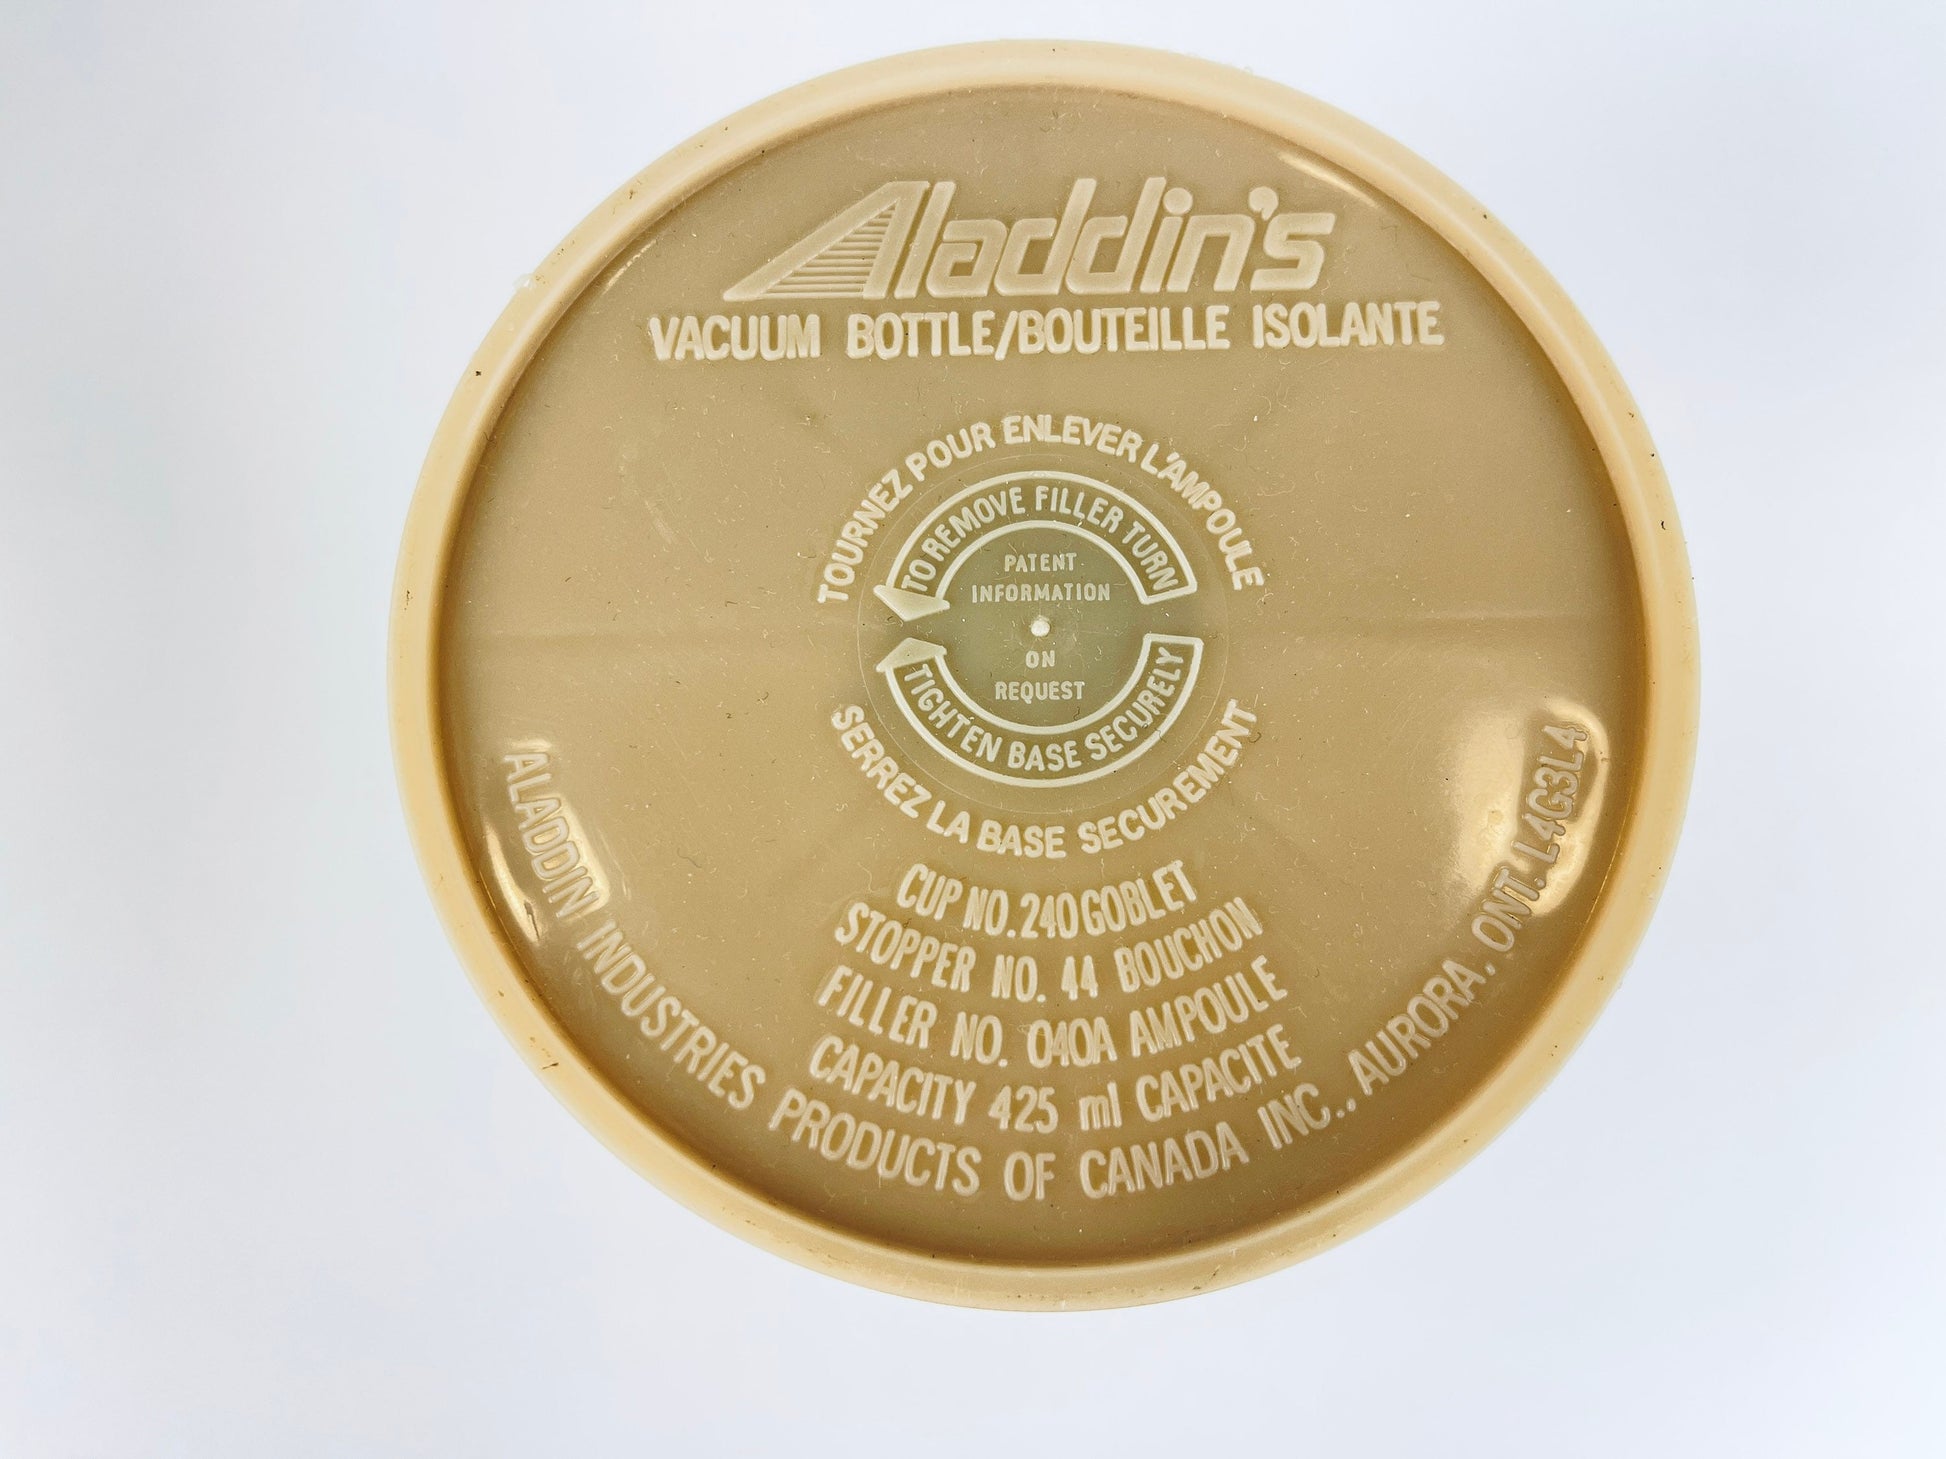 Aladdin's
VACUUM BOTTLE/BOUTEILLE ISOLANTE
TOURNEZ POUR ENLEVER L'AMPOULE
TO REMOVE FILLER TURN
PATENT
INFORMATION
ON
REQUEST
TIGHTEN BASE SECURELY
SERREZ LA BASE SECUREMENT
CUP NO. 240 GOBLET
STOPPER NO. 44 BOUCHON
FILLER NO. 040A AMPOULE
CAPACITY 425 ml CAPACITE
ALADDIN INDUSTRIES PRODUCTS OF CANADA INC., AURORA, ONT. L4G3L4